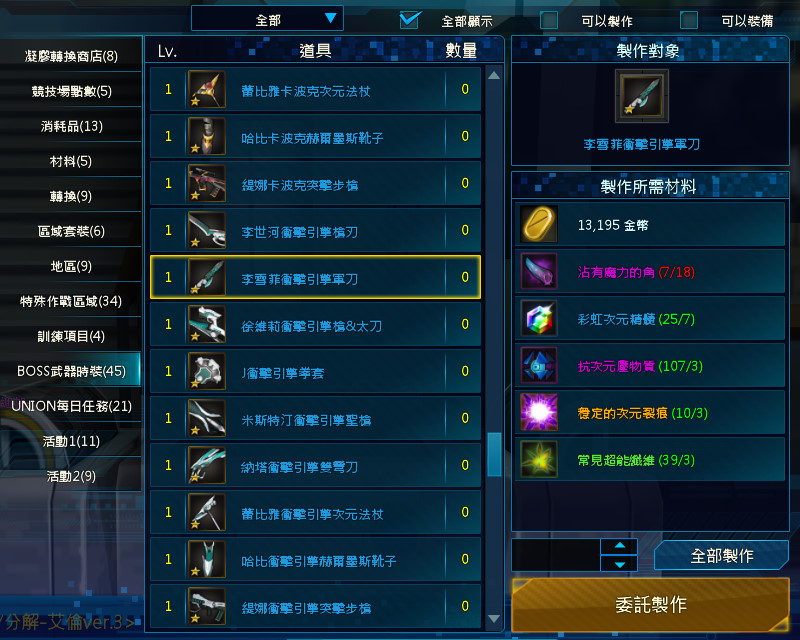 全部
全部顯示
可以製作
可以裝備
凝膠轉換商店(8)
競技場點數(5)
消耗品(13)
材料(5)
轉換(9)
區域套裝(6)
地區(9)
特殊作戰區域(34)
訓練項目(4)
BOSS武器時裝(45)
UNION每日任務(21)
活動1(11)
活動2(9)
Lv. 道具 數量
1 蕾比雅卡波克次元法杖 0
1 哈比卡波克赫爾墨斯靴子 0
1 緹娜卡波克突擊步槍 0
1 李世河衝擊引擎槍刃 0
1 李雪菲衝擊引擎軍刀 0
1 徐維莉衝擊引擎槍&太刀 0
1 J衝擊引擎拳套 0
1 米斯特汀衝擊引擎聖槍 0
1 納塔衝擊引擎雙彎刀 0
1 蕾比雅衝擊引擎次元法杖 0
1 哈比衝擊引擎赫爾墨斯靴子 0
1 緹娜衝擊引擎突擊步槍 0
製作對象
李雪菲衝擊引擎軍刀
製作所需材料
13,195 金幣
沾有魔力的角 (7/18)
彩虹次元精髓 (25/7)
抗次元塵物質 (107/3)
穩定的次元裂痕 (10/3)
常見超能纖維 (39/3)
全部製作
委託製作
/分解-艾倫ver.3>